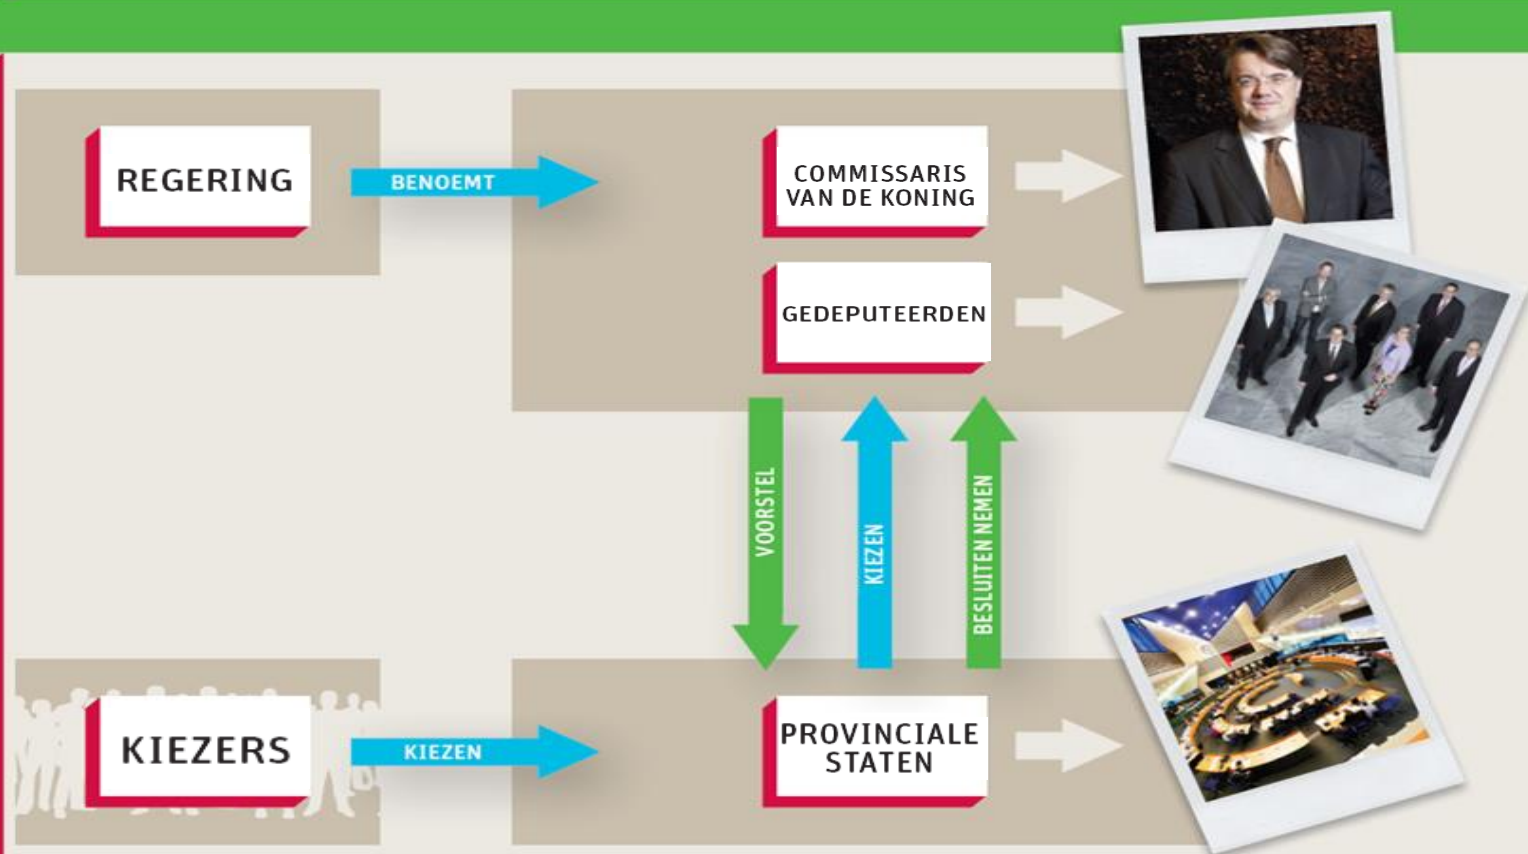 REGERING
BENOEMT
COMMISSARIS
VAN DE KONING
GEDEPUTEERDEN
VOORSTEL
KIEZEN
BESLUITEN NEMEN
KIEZERS
KIEZEN
PROVINCIALE
STATEN